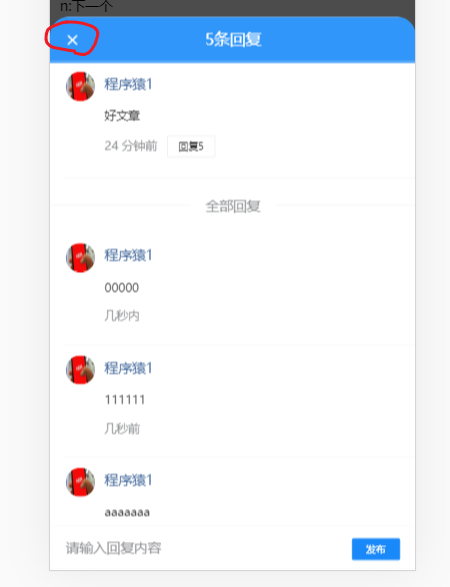 n:下一个
5条回复
程序猿1
好文章
24 分钟前 回复5
全部回复
程序猿1
00000
几秒内
程序猿1
111111
几秒前
程序猿1
aaaaaaa
请输入回复内容 发布